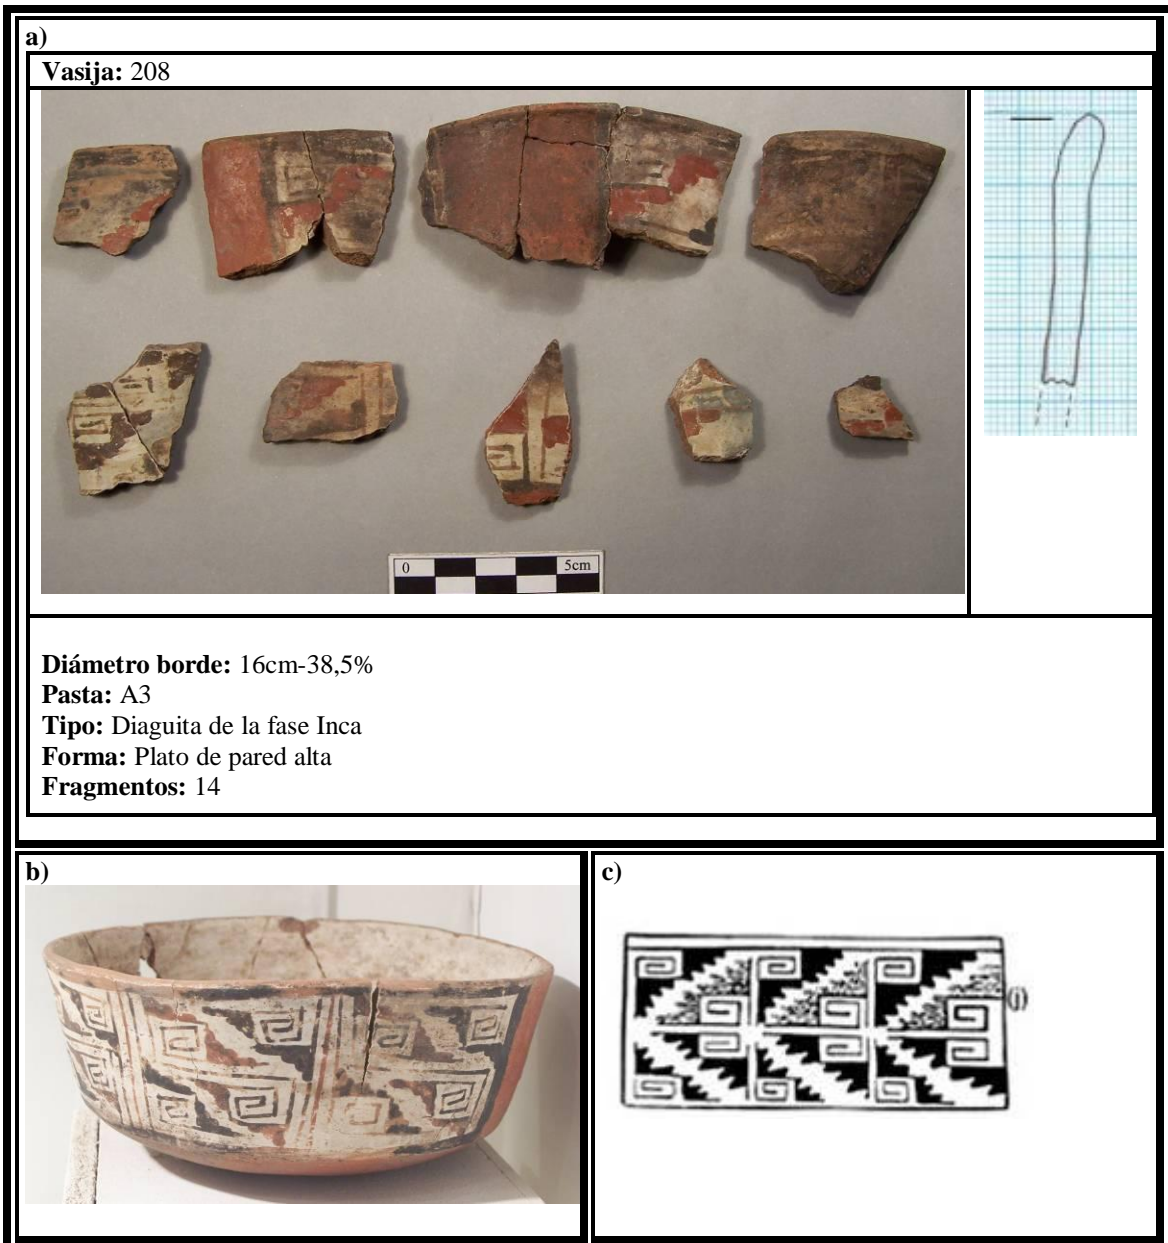 a)
Vasija: 208
0 5cm
Diámetro borde: 16cm-38,5%
Pasta: A3
Tipo: Diaguita de la fase Inca
Forma: Plato de pared alta
Fragmentos: 14
b)
c)